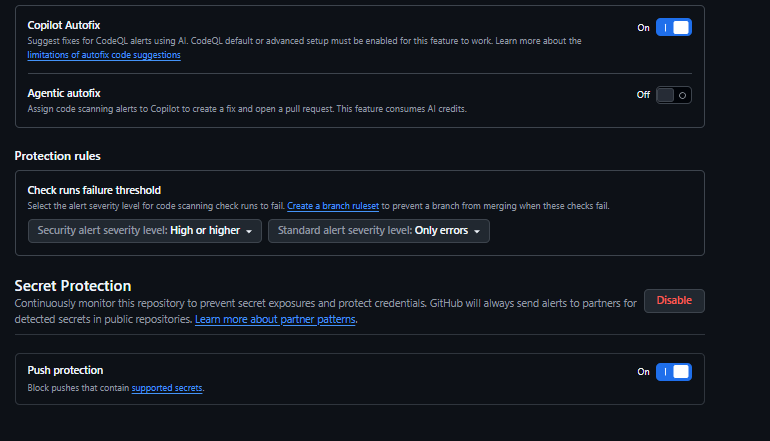 Copilot Autofix
On
Suggest fixes for CodeQL alerts using AI. CodeQL default or advanced setup must be enabled for this feature to work. Learn more about the
limitations of autofix code suggestions
Agentic autofix
Off
Assign code scanning alerts to Copilot to create a fix and open a pull request. This feature consumes AI credits.
Protection rules
Check runs failure threshold
Select the alert severity level for code scanning check runs to fail. Create a branch ruleset to prevent a branch from merging when these checks fail.
Security alert severity level: High or higher
Standard alert severity level: Only errors
Secret Protection
Continuously monitor this repository to prevent secret exposures and protect credentials. GitHub will always send alerts to partners for
detected secrets in public repositories. Learn more about partner patterns.
Disable
Push protection
On
Block pushes that contain supported secrets.